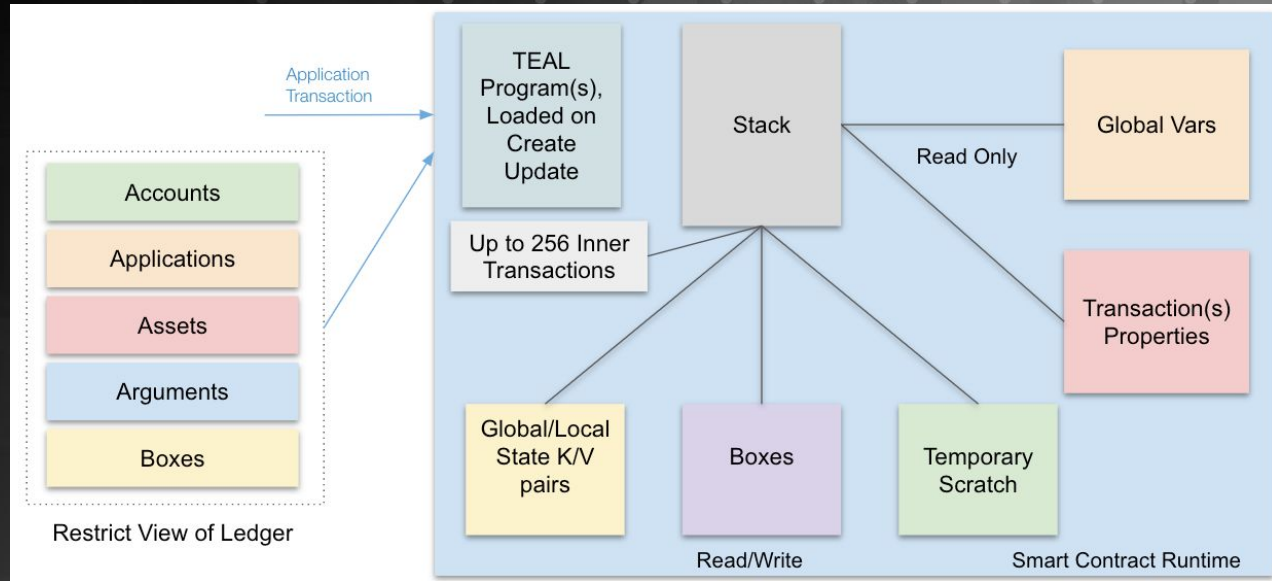 Application
Transaction
Accounts
Applications
Assets
Arguments
Boxes
Restrict View of Ledger
TEAL
Program(s),
Loaded on
Create
Update
Stack
Read Only
Global Vars
Up to 256 Inner
Transactions
Transaction(s)
Properties
Global/Local
State K/V
pairs
Boxes
Temporary
Scratch
Read/Write
Smart Contract Runtime